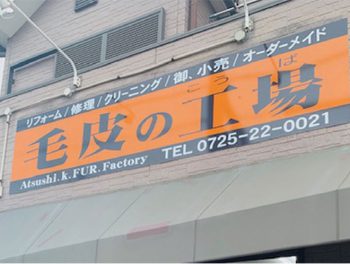 リフォーム/修理/クリーニング/御、小売/オーダーメイド
こうば
毛皮の工場
Atsushi.k.FUR.Factory TEL 0725-22-0021